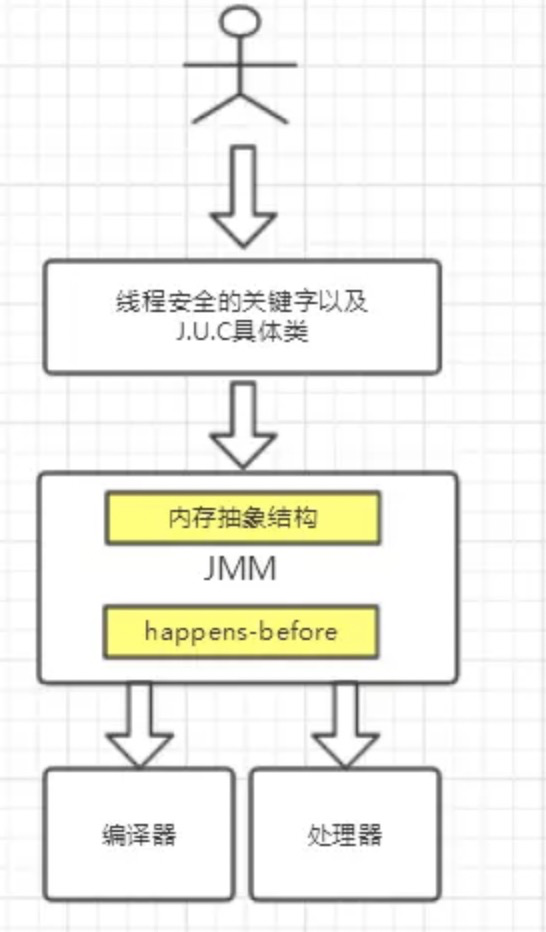 线程安全的关键字以及
J.U.C具体类
内存抽象结构
JMM
happens-before
编译器
处理器